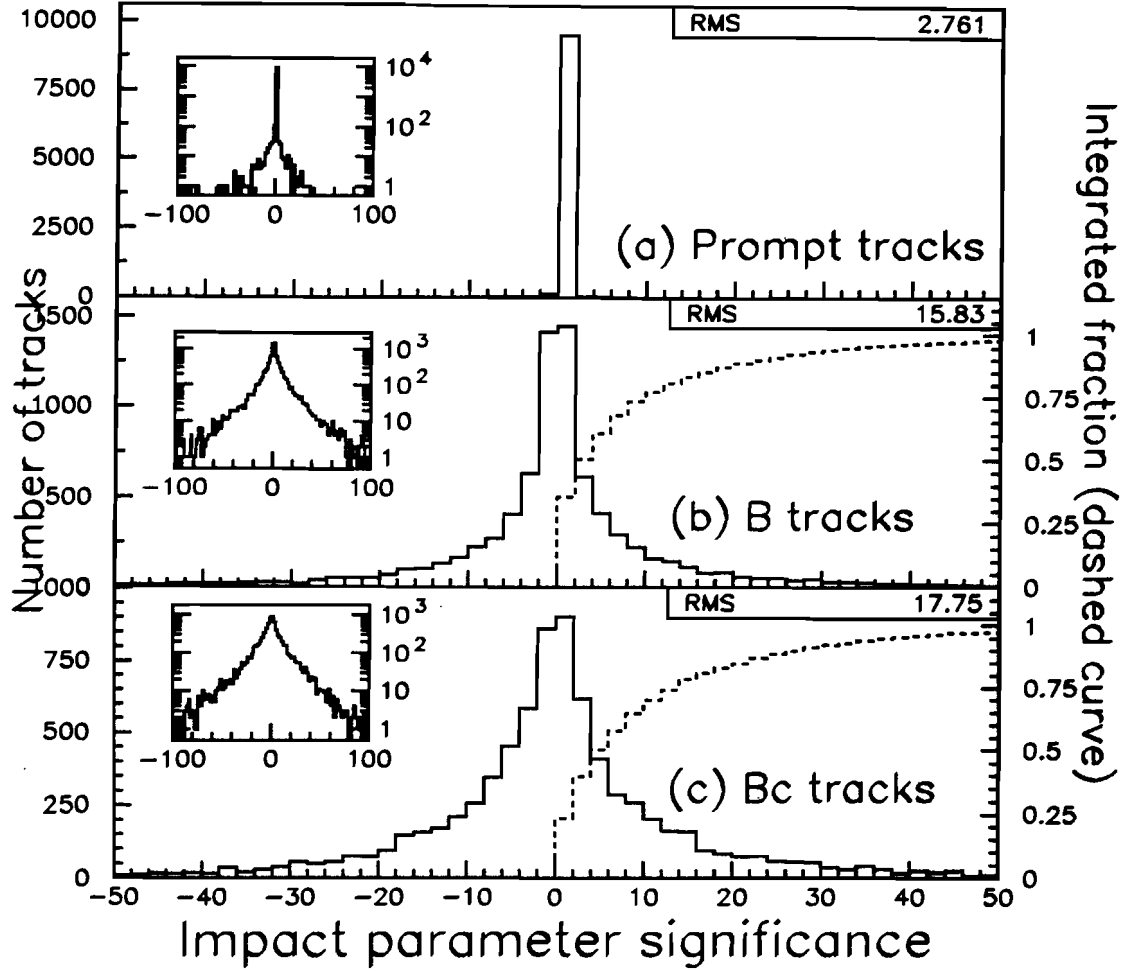 Number of tracks
Integrated fraction (dashed curve)
10000
7500
5000
2500
0
RMS 2.761
10^4
10^2
1
-100 0 100
(a) Prompt tracks
1500
1000
500
RMS 15.83
10^3
10^2
10
1
-100 0 100
(b) B tracks
1
0.75
0.5
0.25
0
1000
750
500
250
0
RMS 17.75
10^3
10^2
10
1
-100 0 100
(c) Bc tracks
1
0.75
0.5
0.25
0
-50 -40 -30 -20 -10 0 10 20 30 40 50
Impact parameter significance